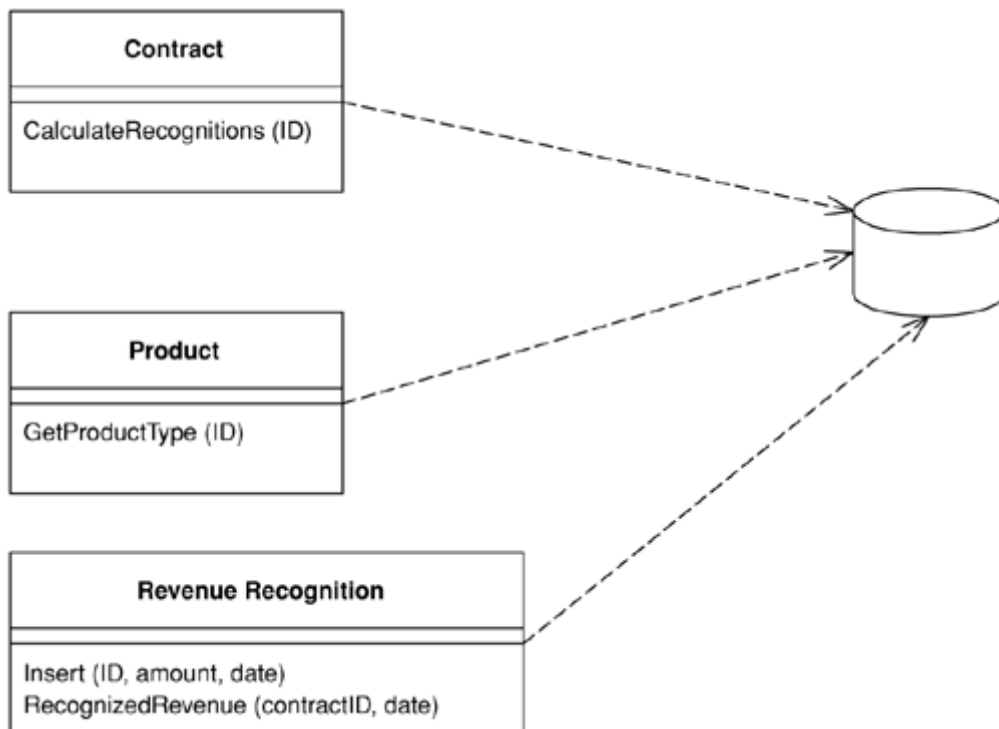 Contract
CalculateRecognitions (ID)
Product
GetProductType (ID)
Revenue Recognition
Insert (ID, amount, date)
RecognizedRevenue (contractID, date)